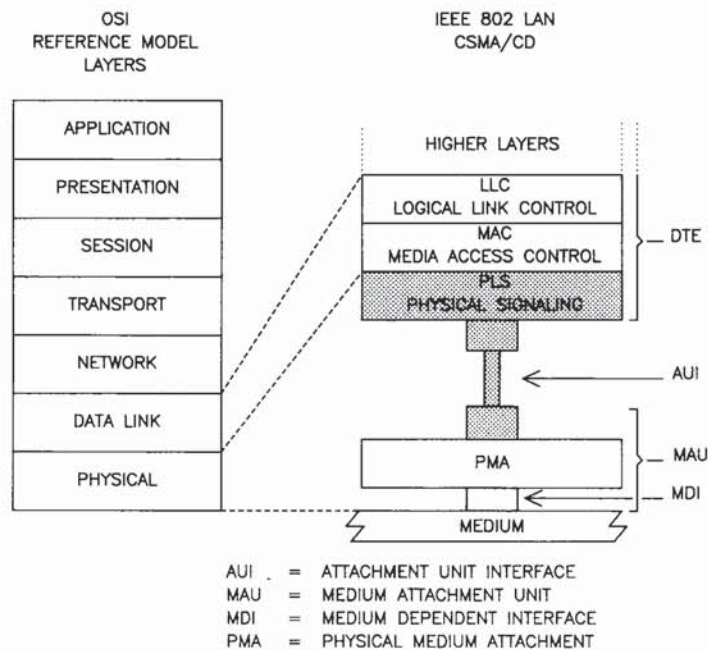 OSI
REFERENCE MODEL
LAYERS
APPLICATION
PRESENTATION
SESSION
TRANSPORT
NETWORK
DATA LINK
PHYSICAL
IEEE 802 LAN
CSMA/CD
HIGHER LAYERS
LLC
LOGICAL LINK CONTROL
MAC
MEDIA ACCESS CONTROL
PLS
PHYSICAL SIGNALING
DTE
AUI
PMA
MAU
MDI
MEDIUM
AUI = ATTACHMENT UNIT INTERFACE
MAU = MEDIUM ATTACHMENT UNIT
MDI = MEDIUM DEPENDENT INTERFACE
PMA = PHYSICAL MEDIUM ATTACHMENT